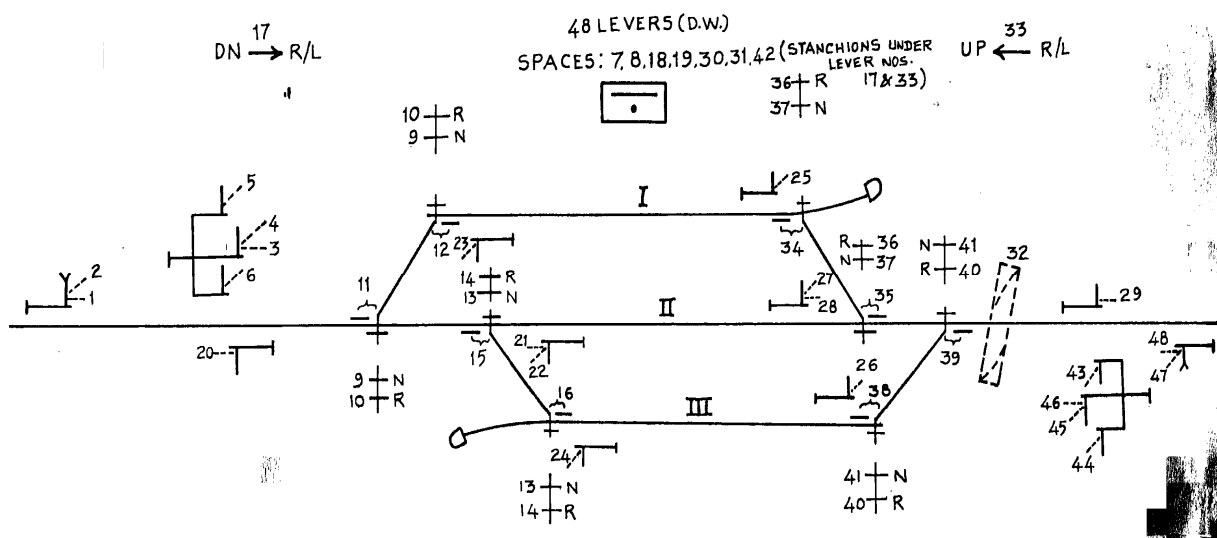 48 LEVERS (D.W.)
DN 17 R/L
SPACES: 7, 8, 18, 19, 30, 31, 42 (STANCHIONS UNDER
LEVER NOS.
17 & 33)
UP 33 R/L
36 R
37 N
10 R
9 N
5
4
3
6
2
1
25
I
23
12
34
R 36
N 37
N 41
R 40
32
11
14 R
13 N
27
28
35
29
II
20
15
21
22
39
48
47
9 N
10 R
16
26
38
43
46
45
44
III
24
13 N
14 R
41 N
40 R